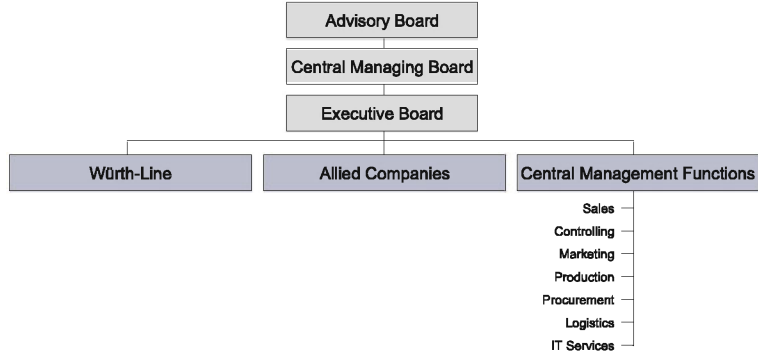 Advisory Board
Central Managing Board
Executive Board
Würth-Line
Allied Companies
Central Management Functions
Sales
Controlling
Marketing
Production
Procurement
Logistics
IT Services